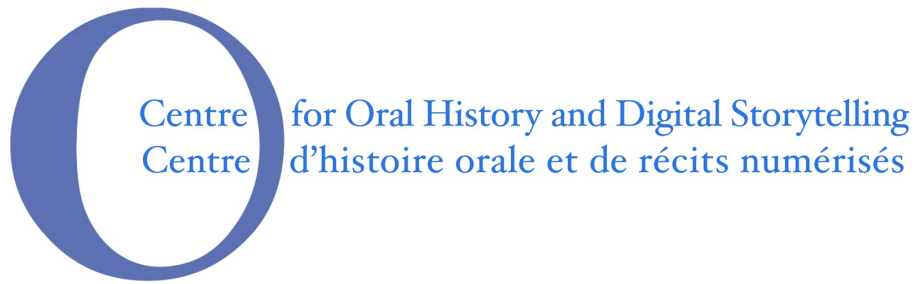 Centre for Oral History and Digital Storytelling
Centre d'histoire orale et de récits numérisés